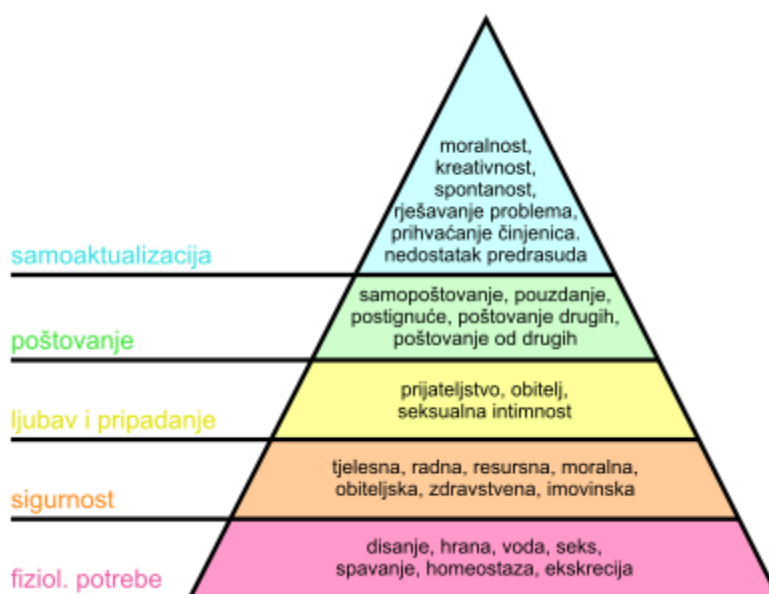 moralnost,
kreativnost,
spontanost,
rješavanje problema,
prihvaćanje činjenica.
nedostatak predrasuda
samoaktualizacija
samopoštovanje, pouzdanje,
postignuće, poštovanje drugih,
poštovanje od drugih
poštovanje
prijateljstvo, obitelj,
seksualna intimnost
ljubav i pripadanje
tjelesna, radna, resursna, moralna,
obiteljska, zdravstvena, imovinska
sigurnost
disanje, hrana, voda, seks,
spavanje, homeostaza, ekskrecija
fiziol. potrebe